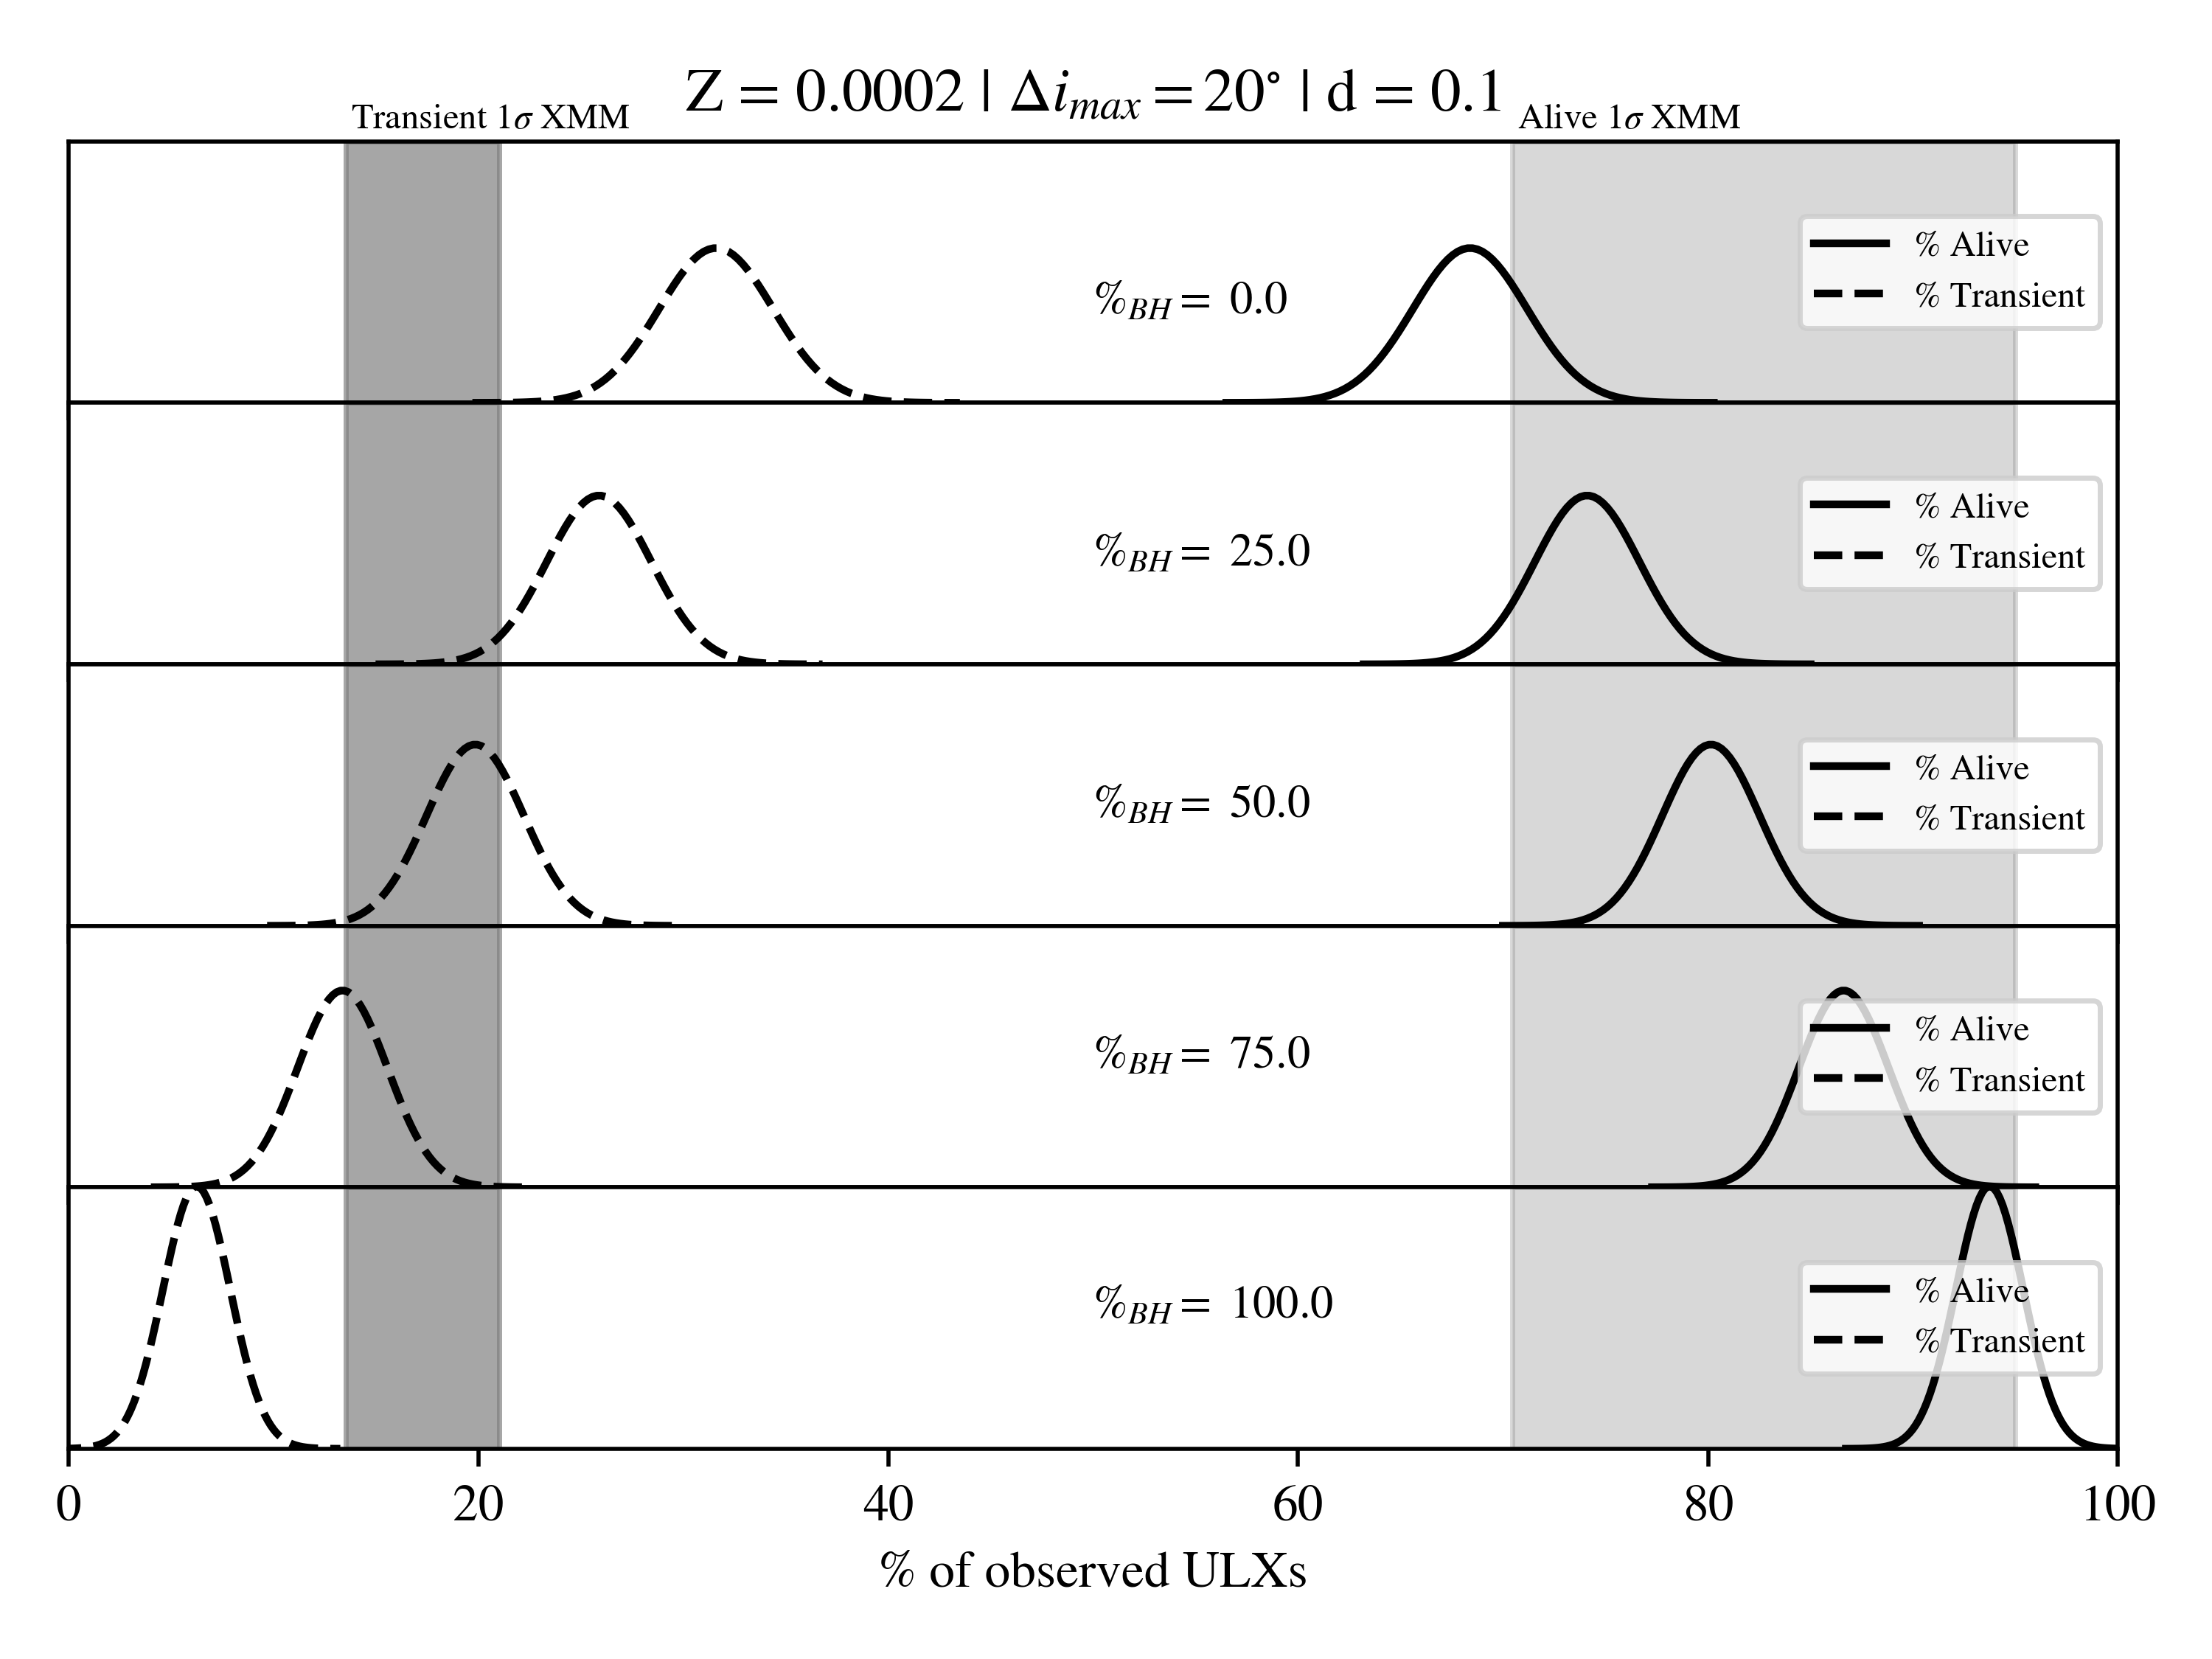 Z = 0.0002 | Δi_max = 20° | d = 0.1
Transient 1σ XMM
Alive 1σ XMM
%_BH = 0.0
% Alive
% Transient
%_BH = 25.0
% Alive
% Transient
%_BH = 50.0
% Alive
% Transient
%_BH = 75.0
% Alive
% Transient
%_BH = 100.0
% Alive
% Transient
0 20 40 60 80 100
% of observed ULXs